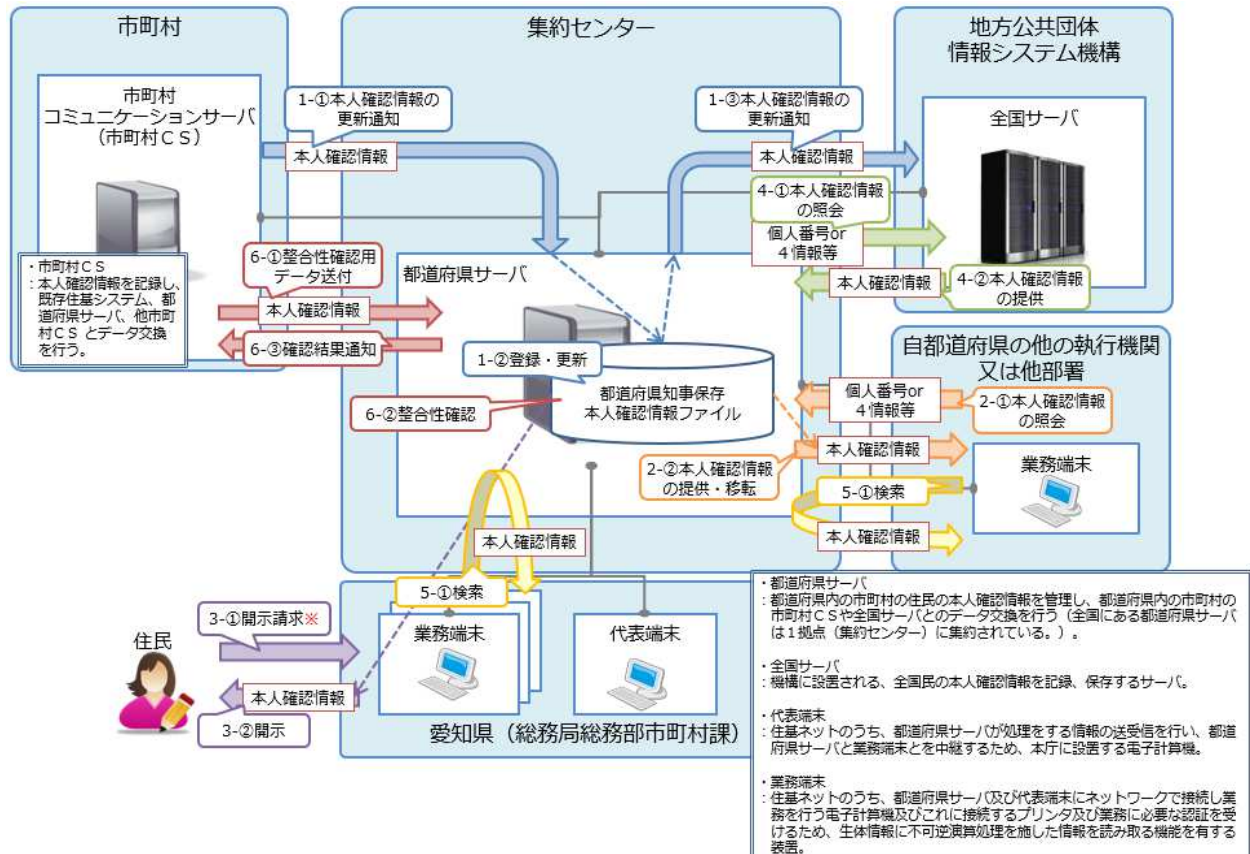 市町村
集約センター
地方公共団体
情報システム機構
市町村
コミュニケーションサーバ
(市町村CS)
1-①本人確認情報の
更新通知
本人確認情報
1-③本人確認情報の
更新通知
本人確認情報
全国サーバ
4-①本人確認情報
の照会
個人番号or
4情報等
本人確認情報
4-②本人確認情報
の提供
・市町村CS
:本人確認情報を記録し、
既存住基システム、都
道府県サーバ、他市町
村CS とデータ交換
を行う。
6-①整合性確認用
データ送付
本人確認情報
6-③確認結果通知
都道府県サーバ
1-②登録・更新
6-②整合性確認
都道府県知事保存
本人確認情報ファイル
自都道府県の他の執行機関
又は他部署
個人番号or
4情報等
2-①本人確認情報
の照会
本人確認情報
2-②本人確認情報
の提供・移転
業務端末
5-①検索
本人確認情報
本人確認情報
5-①検索
3-①開示請求※
住民
本人確認情報
3-②開示
業務端末
代表端末
愛知県(総務局総務部市町村課)
・都道府県サーバ
:都道府県内の市町村の住民の本人確認情報を管理し、都道府県内の市町村の
市町村CSや全国サーバとのデータ交換を行う(全国にある都道府県サーバ
は1拠点(集約センター)に集約されている。)。
・全国サーバ
:機構に設置される、全国民の本人確認情報を記録、保存するサーバ。
・代表端末
:住基ネットのうち、都道府県サーバが処理をする情報の送受信を行い、都道
府県サーバと業務端末とを中継するため、本庁に設置する電子計算機。
・業務端末
:住基ネットのうち、都道府県サーバ及び代表端末にネットワークで接続し業
務を行う電子計算機及びこれに接続するプリンタ及び業務に必要な認証を受
けるため、生体情報に不可逆演算処理を施した情報を読み取る機能を有する
装置。